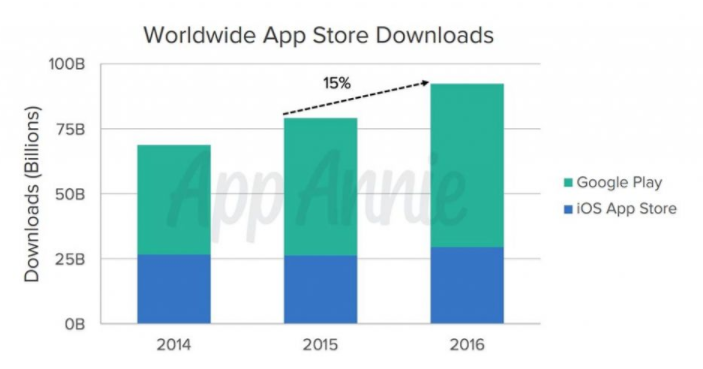 Worldwide App Store Downloads
100B
75B
50B
25B
0B
Downloads (Billions)
15%
App Annie
Google Play
iOS App Store
2014
2015
2016